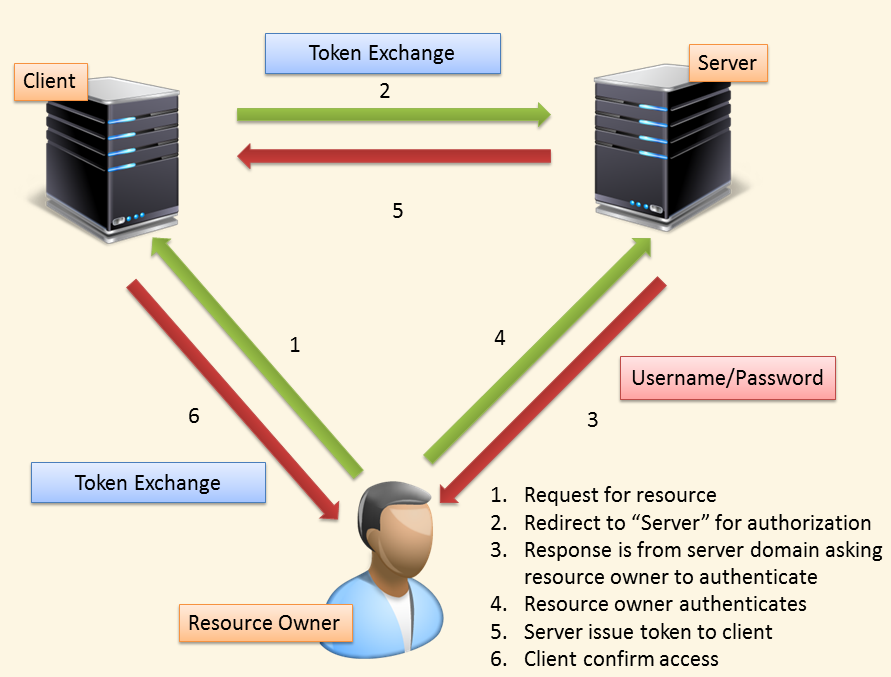 Token Exchange
Client
Server
2
5
1
4
Username/Password
6
3
Token Exchange
1. Request for resource
2. Redirect to “Server” for authorization
3. Response is from server domain asking
resource owner to authenticate
4. Resource owner authenticates
5. Server issue token to client
6. Client confirm access
Resource Owner